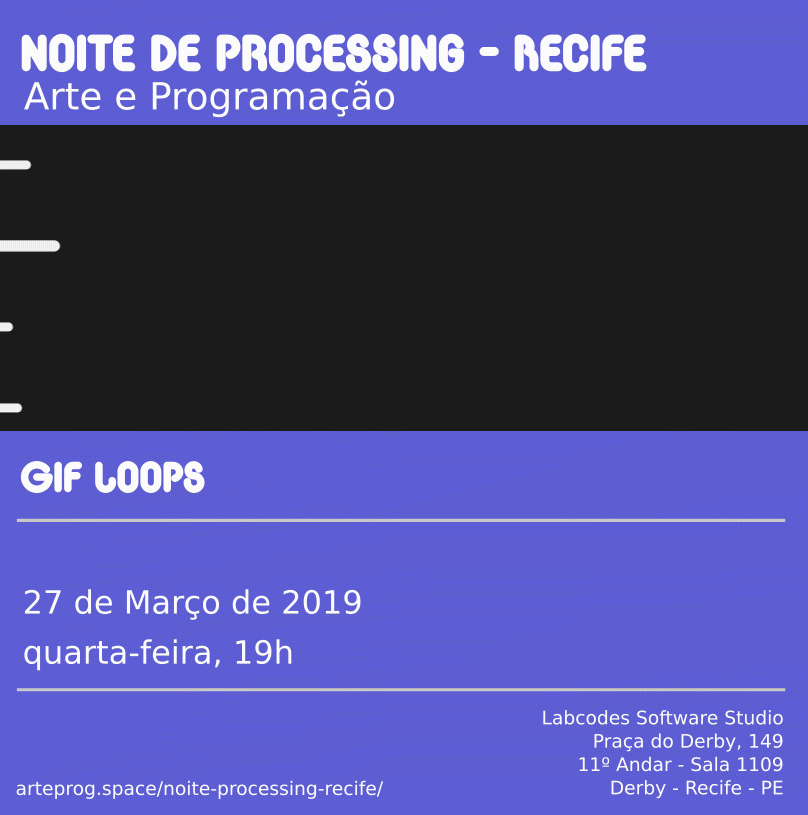 NOITE DE PROCESSING - RECIFE
Arte e Programação
GIF LOOPS
27 de Março de 2019
quarta-feira, 19h
Labcodes Software Studio
Praça do Derby, 149
11º Andar - Sala 1109
Derby - Recife - PE
arteprog.space/noite-processing-recife/